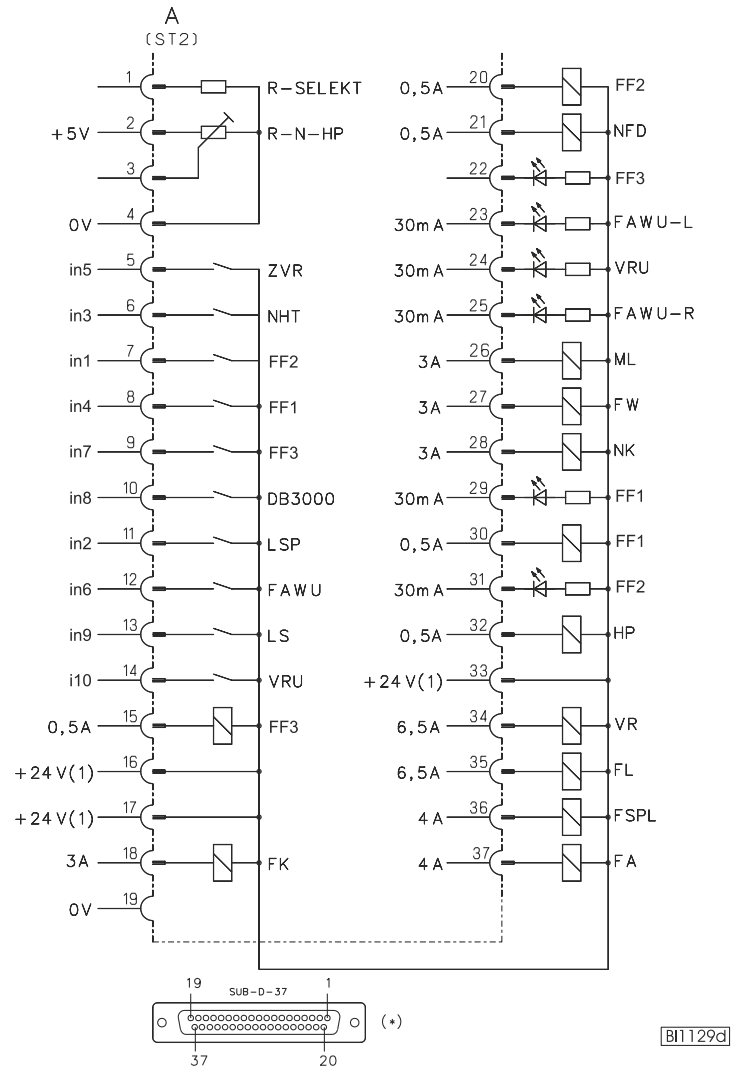 A
(ST2)
1 R-SELEKT
+5V 2 R-N-HP
3
0V 4
in5 5 ZVR
in3 6 NHT
in1 7 FF2
in4 8 FF1
in7 9 FF3
in8 10 DB3000
in2 11 LSP
in6 12 FAWU
in9 13 LS
i10 14 VRU
0,5A 15 FF3
+24V(1) 16
+24V(1) 17
3A 18 FK
0V 19
0,5A 20 FF2
0,5A 21 NFD
22 FF3
30mA 23 FAWU-L
30mA 24 VRU
30mA 25 FAWU-R
3A 26 ML
3A 27 FW
3A 28 NK
30mA 29 FF1
0,5A 30 FF1
30mA 31 FF2
0,5A 32 HP
+24V(1) 33
6,5A 34 VR
6,5A 35 FL
4A 36 FSPL
4A 37 FA
19 SUB-D-37 1
(*)
37 20
BI1129d